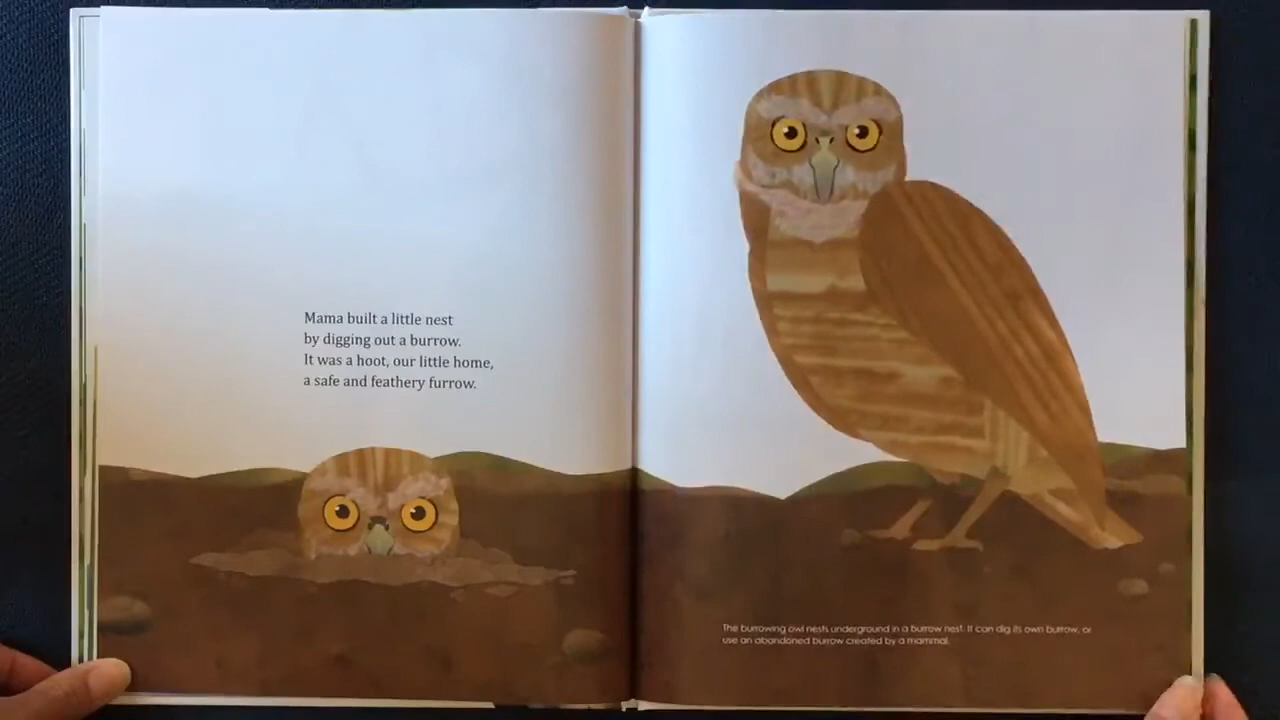 Mama built a little nest
by digging out a burrow.
It was a hoot, our little home,
a safe and feathery furrow.
The burrowing owl nests underground in a burrow nest. It can dig its own burrow, or
use an abandoned burrow created by a mammal.